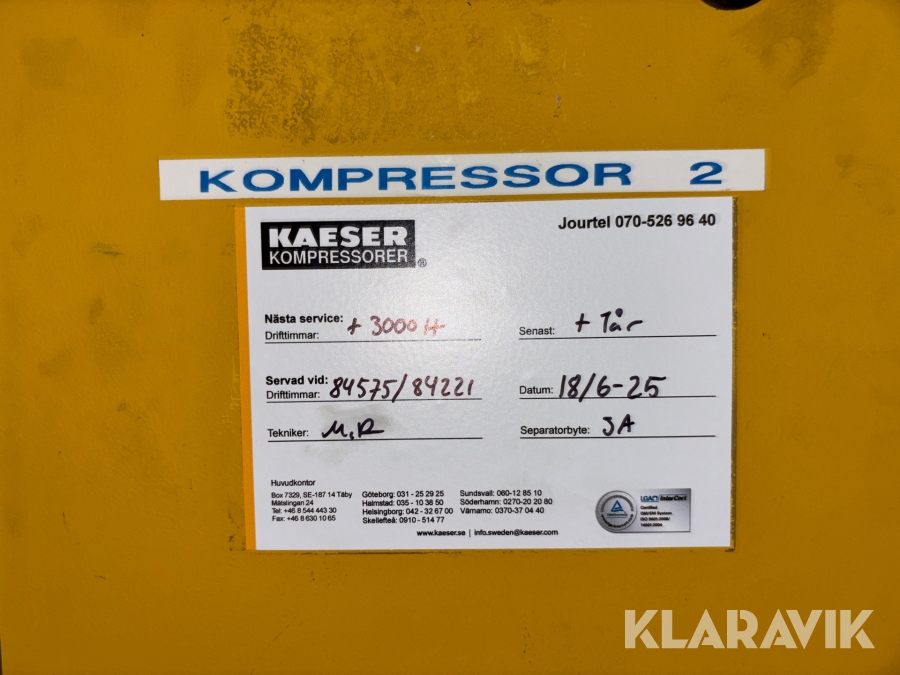 KOMPRESSOR 2
KAESER
KOMPRESSORER
®
Jourtel 070-526 96 40
Nästa service:
Drifttimmar: + 3000 H
Senast: + 1år
Servad vid:
Drifttimmar: 84575/84221
Datum: 18/6-25
Tekniker: M.R
Separatorbyte: JA
Huvudkontor
Box 7329, SE-187 14 Täby
Mätslingan 24
Tel: +46 8 544 443 30
Fax: +46 8 630 10 65
Göteborg: 031 - 25 29 25
Halmstad: 035 - 10 38 50
Helsingborg: 042 - 32 67 00
Skellefteå: 0910 - 514 77
Sundsvall: 060-12 85 10
Söderhamn: 0270-20 20 80
Värnamo: 0370-37 04 40
www.kaeser.se | info.sweden@kaeser.com
LGA InterCert
Certified
KLARAVIK